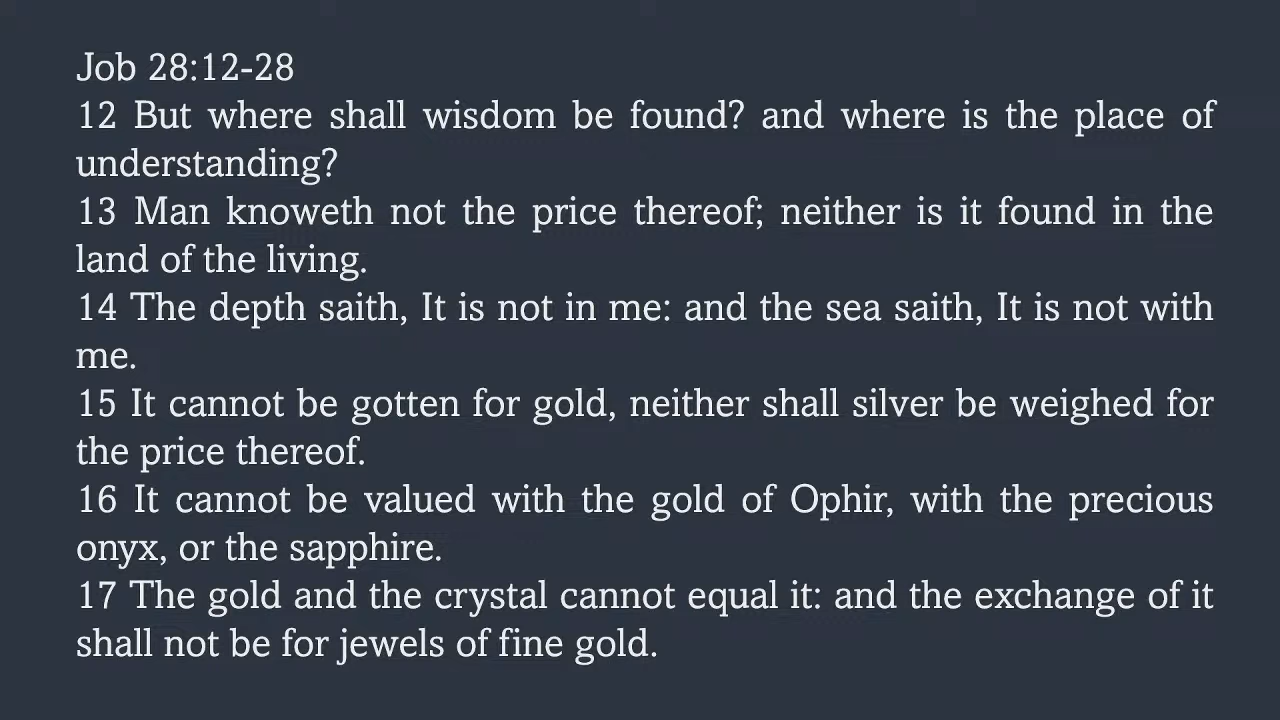 Job 28:12-28
12 But where shall wisdom be found? and where is the place of
understanding?
13 Man knoweth not the price thereof; neither is it found in the
land of the living.
14 The depth saith, It is not in me: and the sea saith, It is not with
me.
15 It cannot be gotten for gold, neither shall silver be weighed for
the price thereof.
16 It cannot be valued with the gold of Ophir, with the precious
onyx, or the sapphire.
17 The gold and the crystal cannot equal it: and the exchange of it
shall not be for jewels of fine gold.